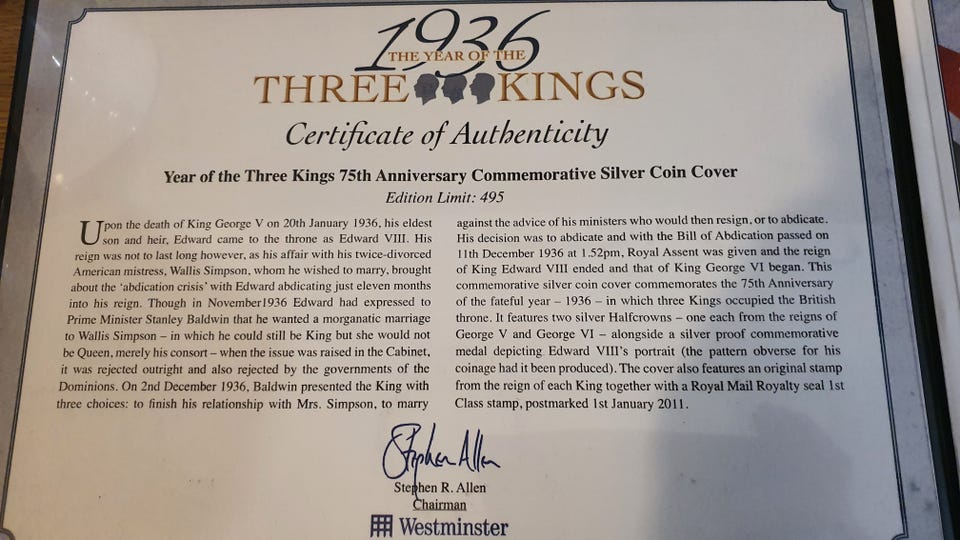 1936
THE YEAR OF THE
THREE KINGS
Certificate of Authenticity
Year of the Three Kings 75th Anniversary Commemorative Silver Coin Cover
Edition Limit: 495
Upon the death of King George V on 20th January 1936, his eldest
son and heir, Edward came to the throne as Edward VIII. His
reign was not to last long however, as his affair with his twice-divorced
American mistress, Wallis Simpson, whom he wished to marry, brought
about the 'abdication crisis' with Edward abdicating just eleven months
into his reign. Though in November1936 Edward had expressed to
Prime Minister Stanley Baldwin that he wanted a morganatic marriage
to Wallis Simpson – in which he could still be King but she would not
be Queen, merely his consort – when the issue was raised in the Cabinet,
it was rejected outright and also rejected by the governments of the
Dominions. On 2nd December 1936, Baldwin presented the King with
three choices: to finish his relationship with Mrs. Simpson, to marry
against the advice of his ministers who would then resign, or to abdicate.
His decision was to abdicate and with the Bill of Abdication passed on
11th December 1936 at 1.52pm, Royal Assent was given and the reign
of King Edward VIII ended and that of King George VI began. This
commemorative silver coin cover commemorates the 75th Anniversary
of the fateful year – 1936 – in which three Kings occupied the British
throne. It features two silver Halfcrowns – one each from the reigns of
George V and George VI – alongside a silver proof commemorative
medal depicting Edward VIII's portrait (the pattern obverse for his
coinage had it been produced). The cover also features an original stamp
from the reign of each King together with a Royal Mail Royalty seal 1st
Class stamp, postmarked 1st January 2011.
Stephen Allen
Stephen R. Allen
Chairman
Westminster